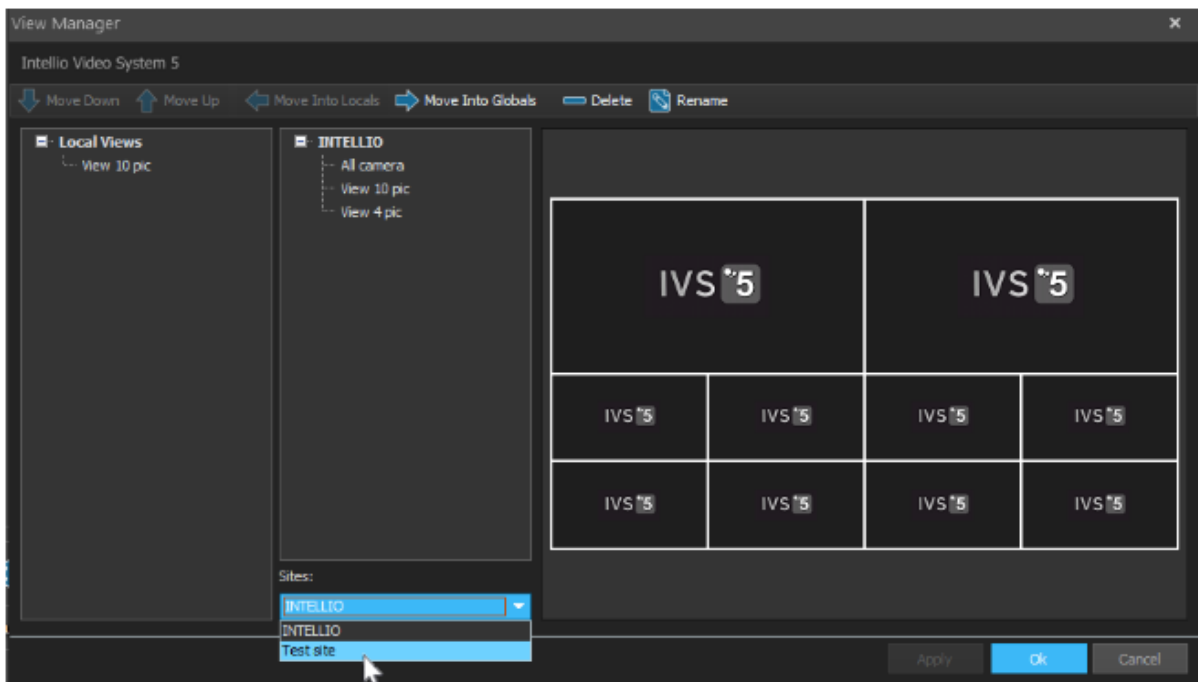 View Manager
Intellio Video System 5
Move Down Move Up Move Into Locals Move Into Globals Delete Rename
Local Views
View 10 pic
INTELLIO
All camera
View 10 pic
View 4 pic
IVS 5 IVS 5
IVS 5 IVS 5 IVS 5 IVS 5
IVS 5 IVS 5 IVS 5 IVS 5
Sites:
INTELLIO
INTELLIO
Test site
Apply Ok Cancel